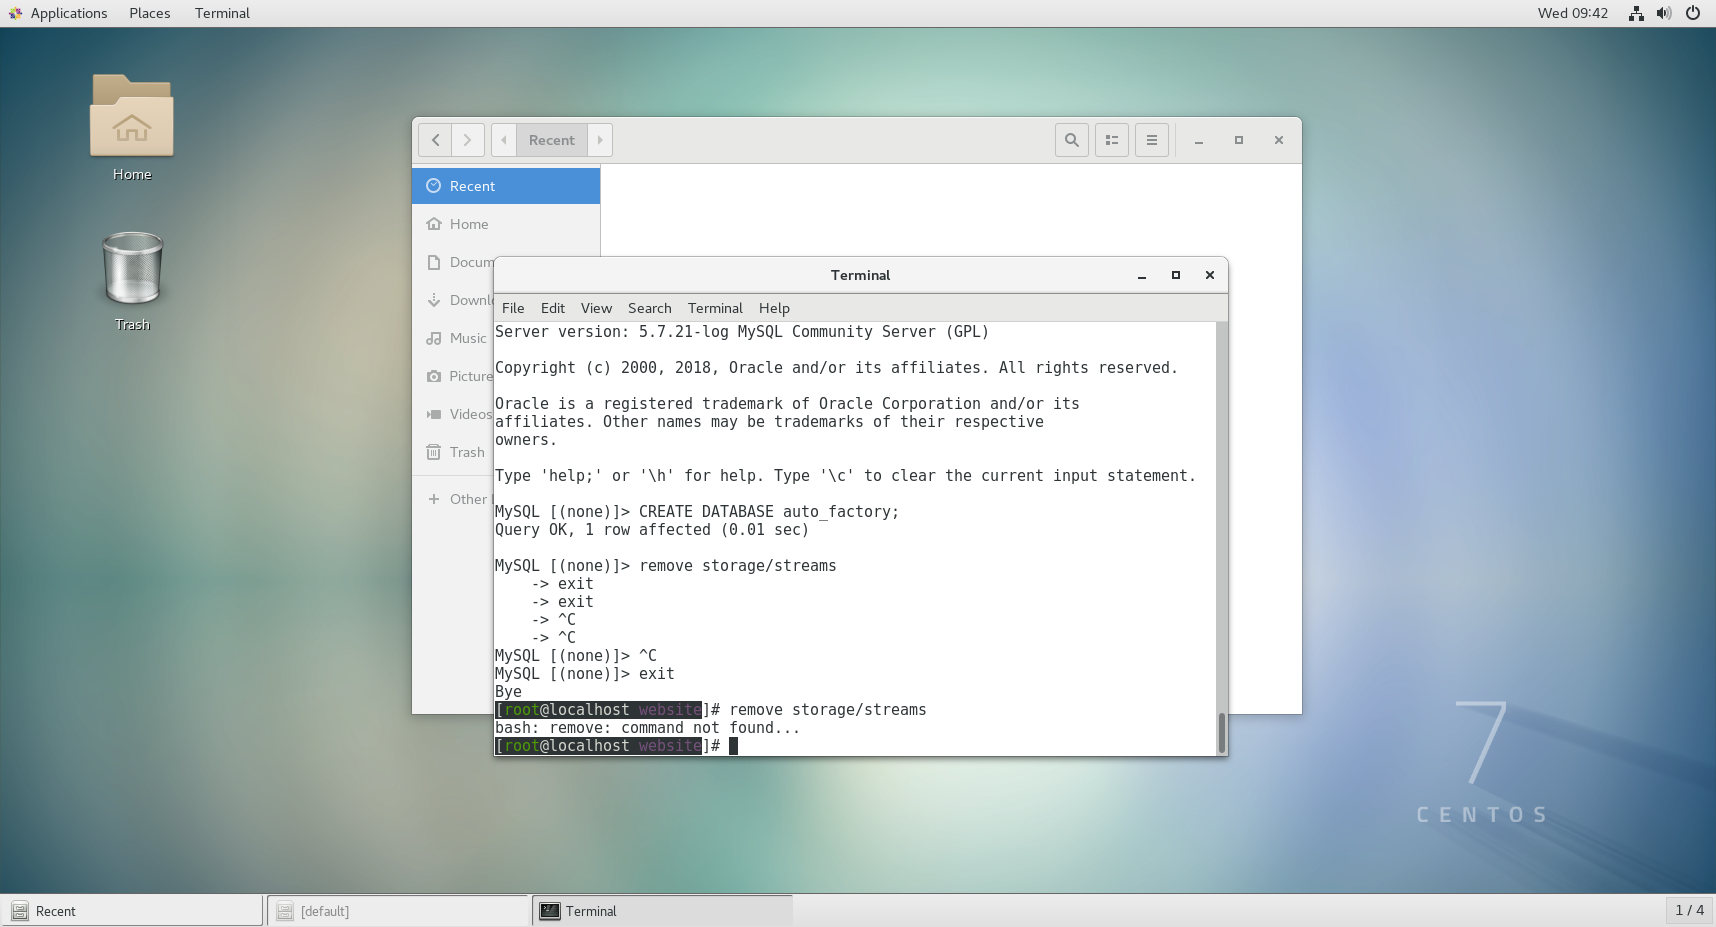 Applications Places Terminal Wed 09:42
Home
Trash
Recent
Recent
Home
Docum
Downl
Music
Picture
Videos
Trash
Other
Terminal
File Edit View Search Terminal Help
Server version: 5.7.21-log MySQL Community Server (GPL)
Copyright (c) 2000, 2018, Oracle and/or its affiliates. All rights reserved.
Oracle is a registered trademark of Oracle Corporation and/or its
affiliates. Other names may be trademarks of their respective
owners.
Type 'help;' or '\h' for help. Type '\c' to clear the current input statement.
MySQL [(none)]> CREATE DATABASE auto_factory;
Query OK, 1 row affected (0.01 sec)
MySQL [(none)]> remove storage/streams
    -> exit
    -> exit
    -> ^C
    -> ^C
MySQL [(none)]> ^C
MySQL [(none)]> exit
Bye
[root@localhost website]# remove storage/streams
bash: remove: command not found...
[root@localhost website]#
7
CENTOS
Recent [default] Terminal 1 / 4